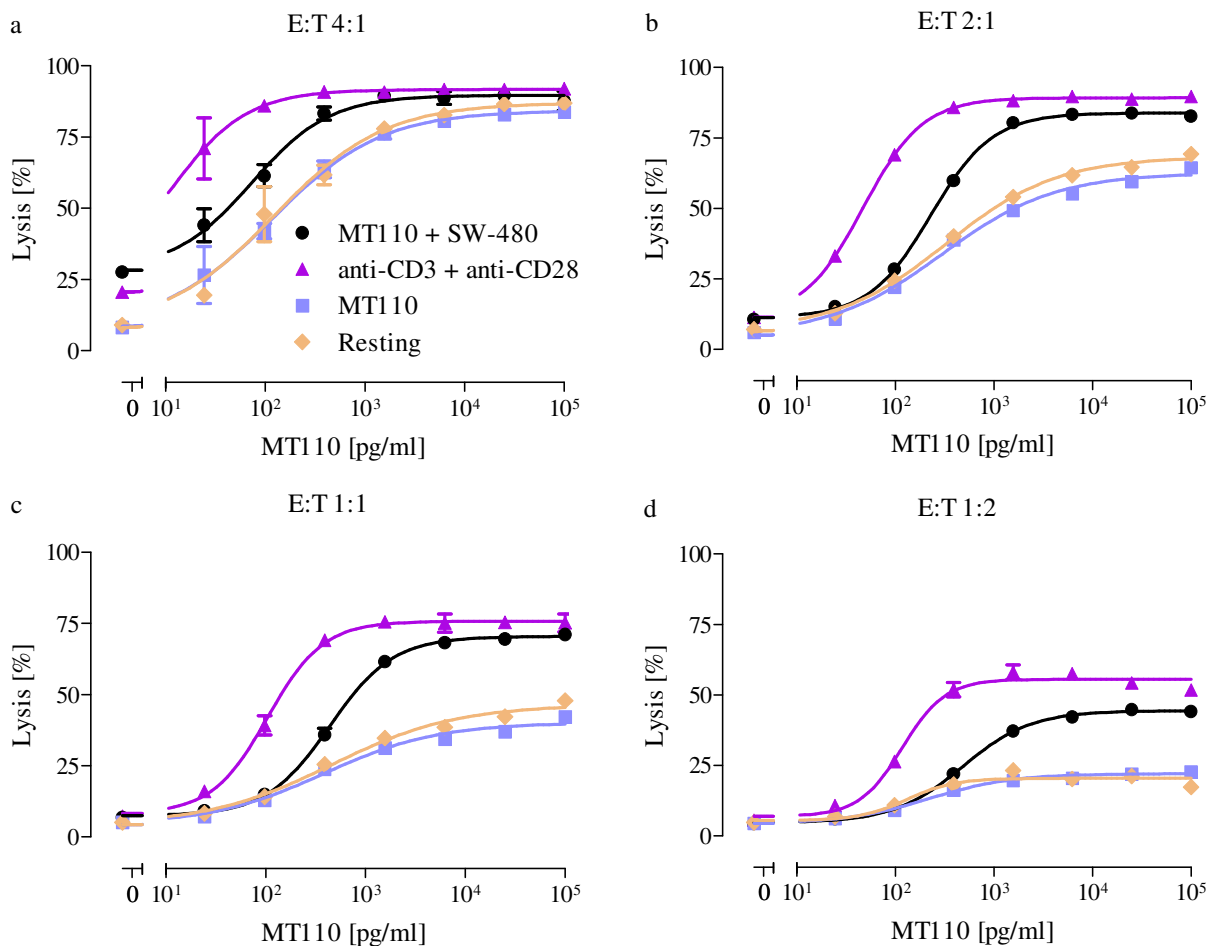 a
E:T 4:1
Lysis [%]
100
75
50
25
0
MT110 + SW-480
anti-CD3 + anti-CD28
MT110
Resting
0 10¹ 10² 10³ 10⁴ 10⁵
MT110 [pg/ml]
b
E:T 2:1
Lysis [%]
100
75
50
25
0
0 10¹ 10² 10³ 10⁴ 10⁵
MT110 [pg/ml]
c
E:T 1:1
Lysis [%]
100
75
50
25
0
0 10¹ 10² 10³ 10⁴ 10⁵
MT110 [pg/ml]
d
E:T 1:2
Lysis [%]
100
75
50
25
0
0 10¹ 10² 10³ 10⁴ 10⁵
MT110 [pg/ml]